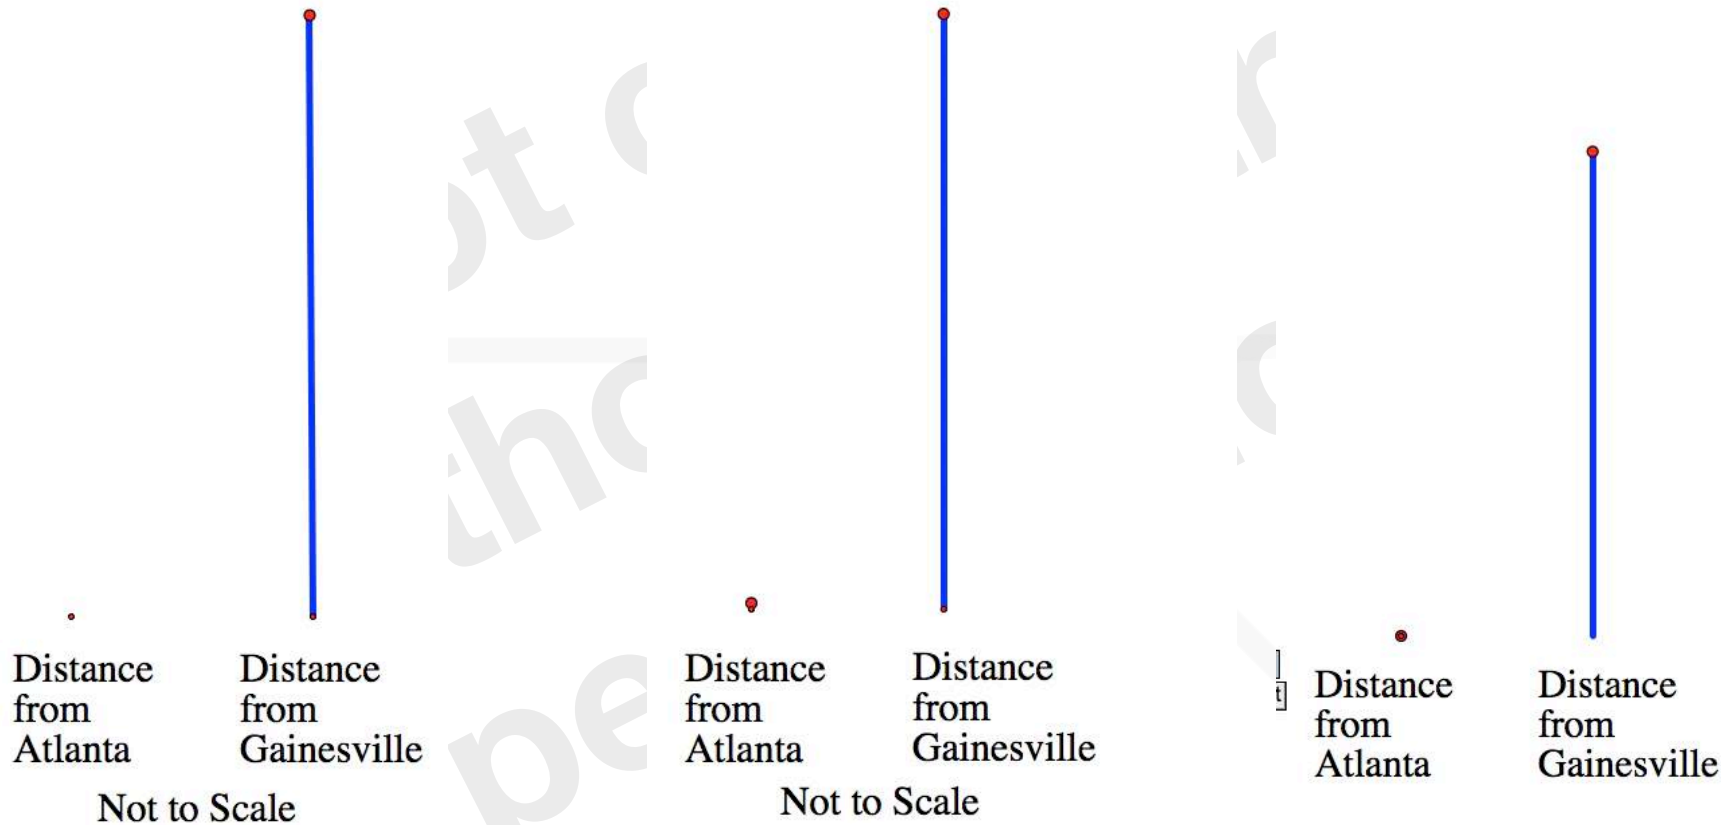 Distance
from
Atlanta
Distance
from
Gainesville
Not to Scale
Distance
from
Atlanta
Distance
from
Gainesville
Not to Scale
Distance
from
Atlanta
Distance
from
Gainesville